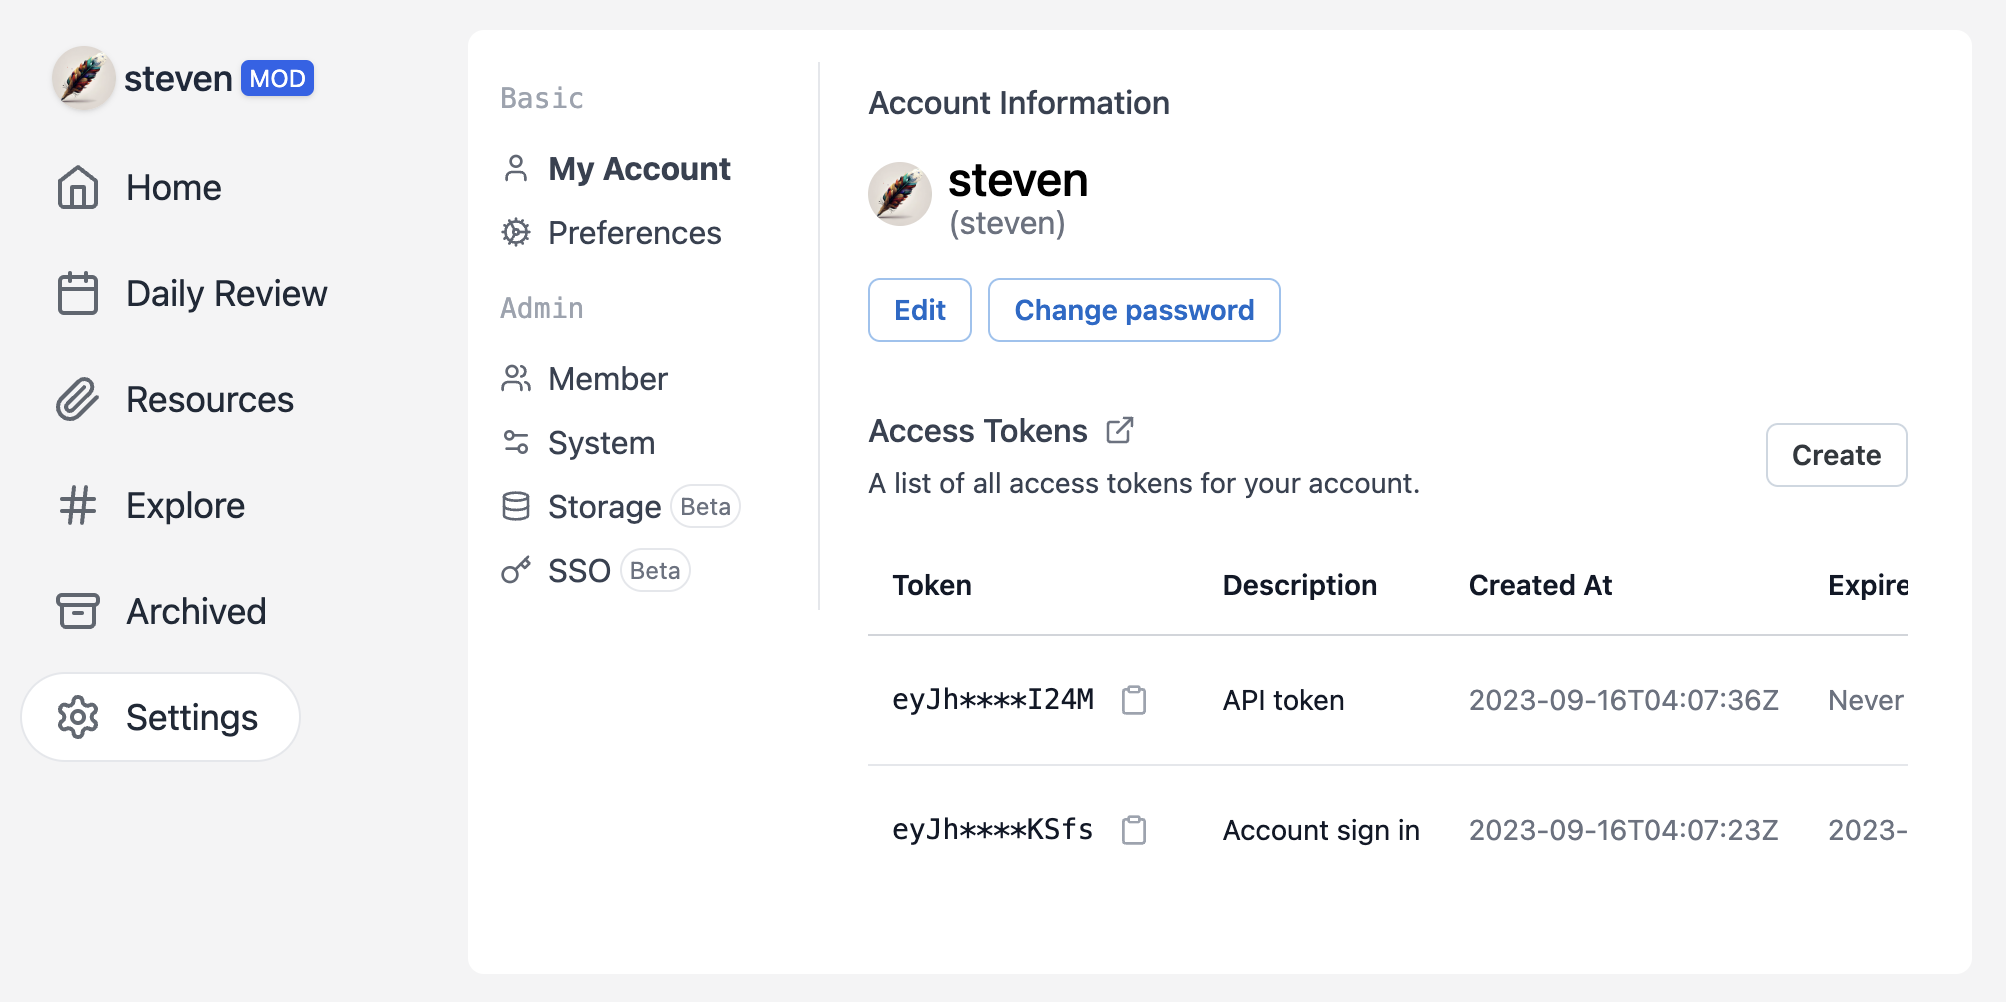 steven MOD
Home
Daily Review
Resources
Explore
Archived
Settings
Basic
My Account
Preferences
Admin
Member
System
Storage Beta
SSO Beta
Account Information
steven
(steven)
Edit Change password
Access Tokens
A list of all access tokens for your account.
Create
Token Description Created At Expire
eyJh****I24M API token 2023-09-16T04:07:36Z Never
eyJh****KSfs Account sign in 2023-09-16T04:07:23Z 2023-